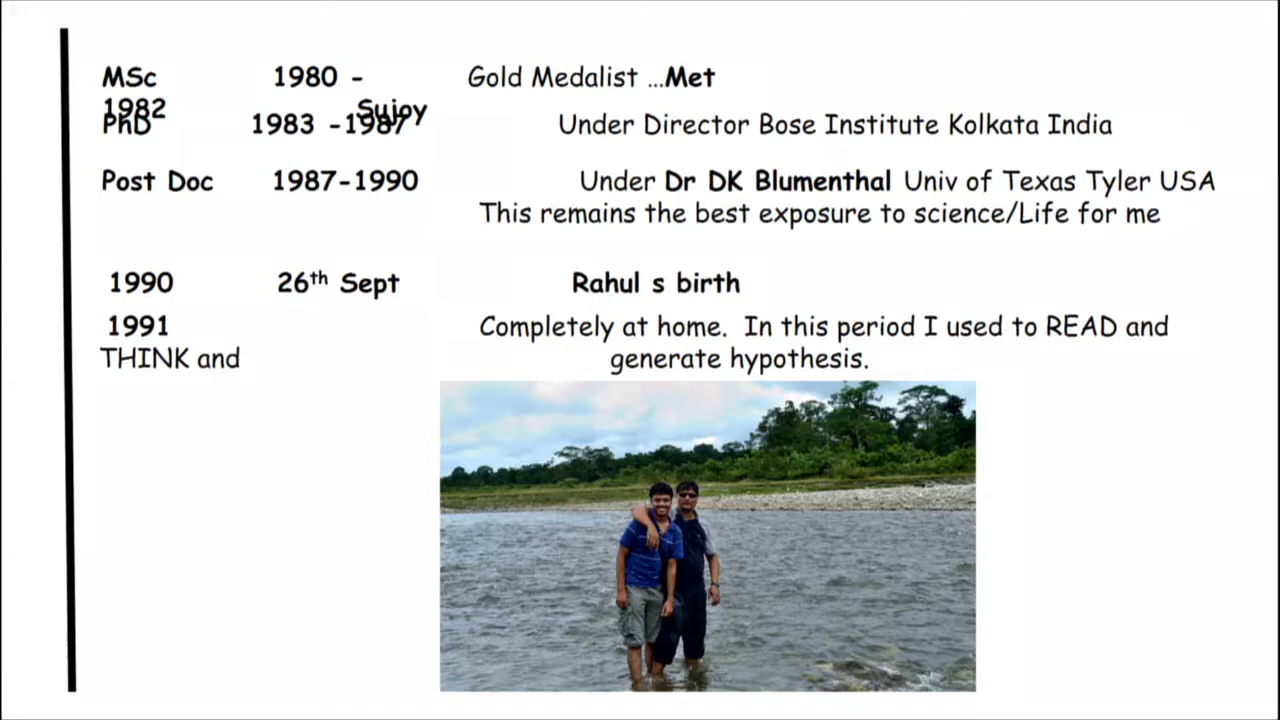 MSc 1980 - Gold Medalist ...Met
1982 Sujoy
PhD 1983 -1987 Under Director Bose Institute Kolkata India
Post Doc 1987-1990 Under Dr DK Blumenthal Univ of Texas Tyler USA
This remains the best exposure to science/Life for me
1990 26th Sept Rahul s birth
1991 Completely at home. In this period I used to READ and
THINK and generate hypothesis.